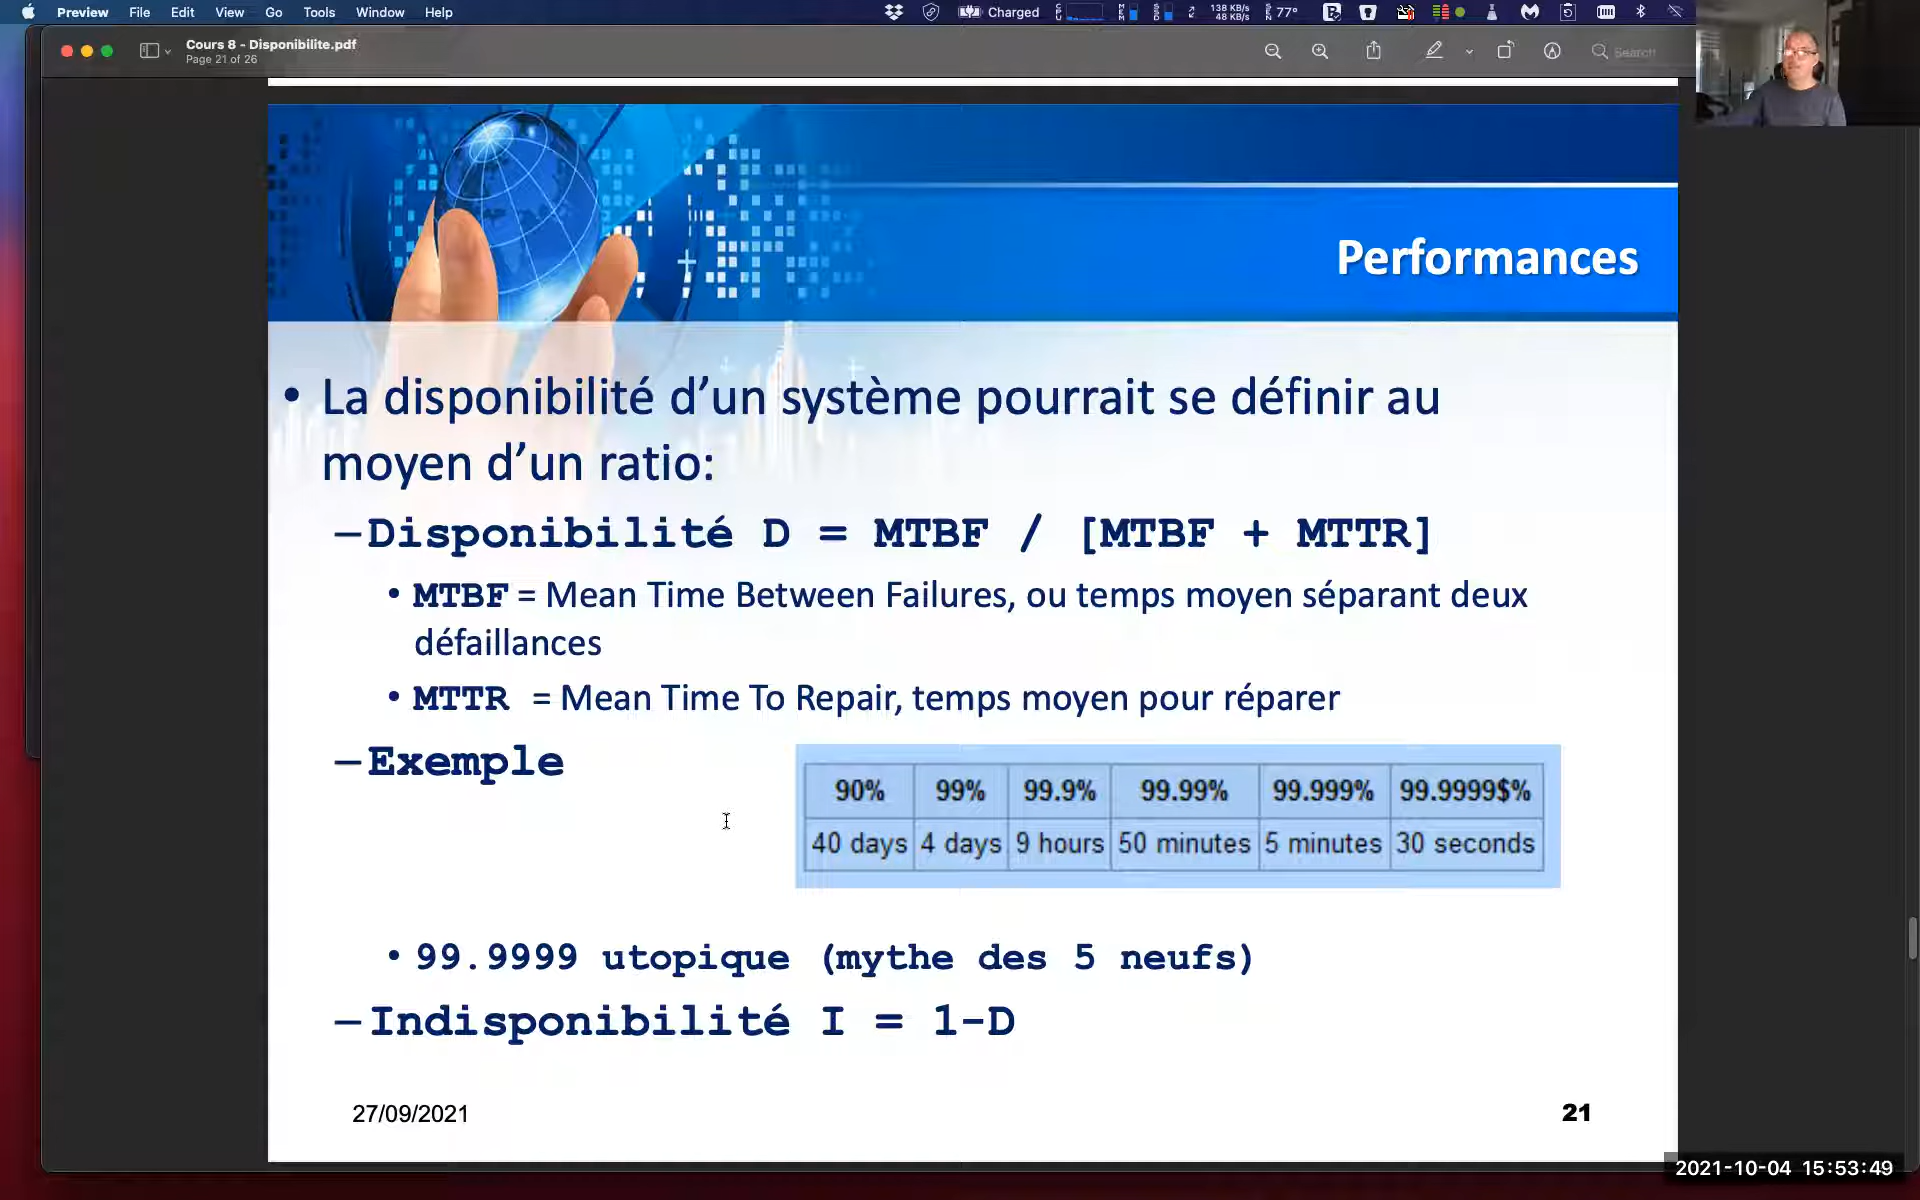 Preview File Edit View Go Tools Window Help
Charged
138 KB/s
48 KB/s
77°
Cours 8 - Disponibilite.pdf
Page 21 of 26
Search
Performances
• La disponibilité d’un système pourrait se définir au
moyen d’un ratio:
–Disponibilité D = MTBF / [MTBF + MTTR]
• MTBF = Mean Time Between Failures, ou temps moyen séparant deux
défaillances
• MTTR = Mean Time To Repair, temps moyen pour réparer
–Exemple
90% 99% 99.9% 99.99% 99.999% 99.9999$%
40 days 4 days 9 hours 50 minutes 5 minutes 30 seconds
• 99.9999 utopique (mythe des 5 neufs)
–Indisponibilité I = 1-D
27/09/2021
21
2021-10-04 15:53:49